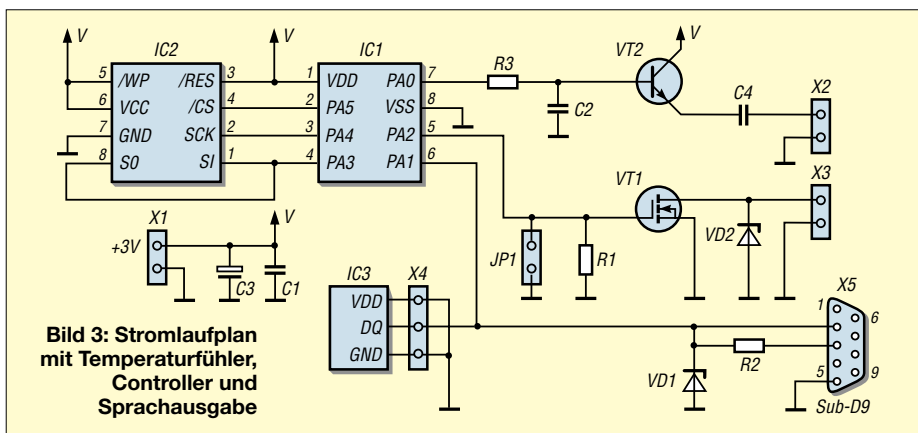 V
IC2
5 /WP
6 VCC
7 GND
8 S0
/RES 3
/CS 4
SCK 2
SI 1
V
IC1
1 VDD
2 PA5
3 PA4
4 PA3
PA0 7
VSS 8
PA2 5
PA1 6
R3
C2
VT2
V
C4
X2
X3
VT1
VD2
JP1
R1
X1
+3V
V
C3
C1
IC3
X4
VDD
DQ
GND
X5
1
6
5
9
VD1
R2
Sub-D9
Bild 3: Stromlaufplan
mit Temperaturfühler,
Controller und
Sprachausgabe